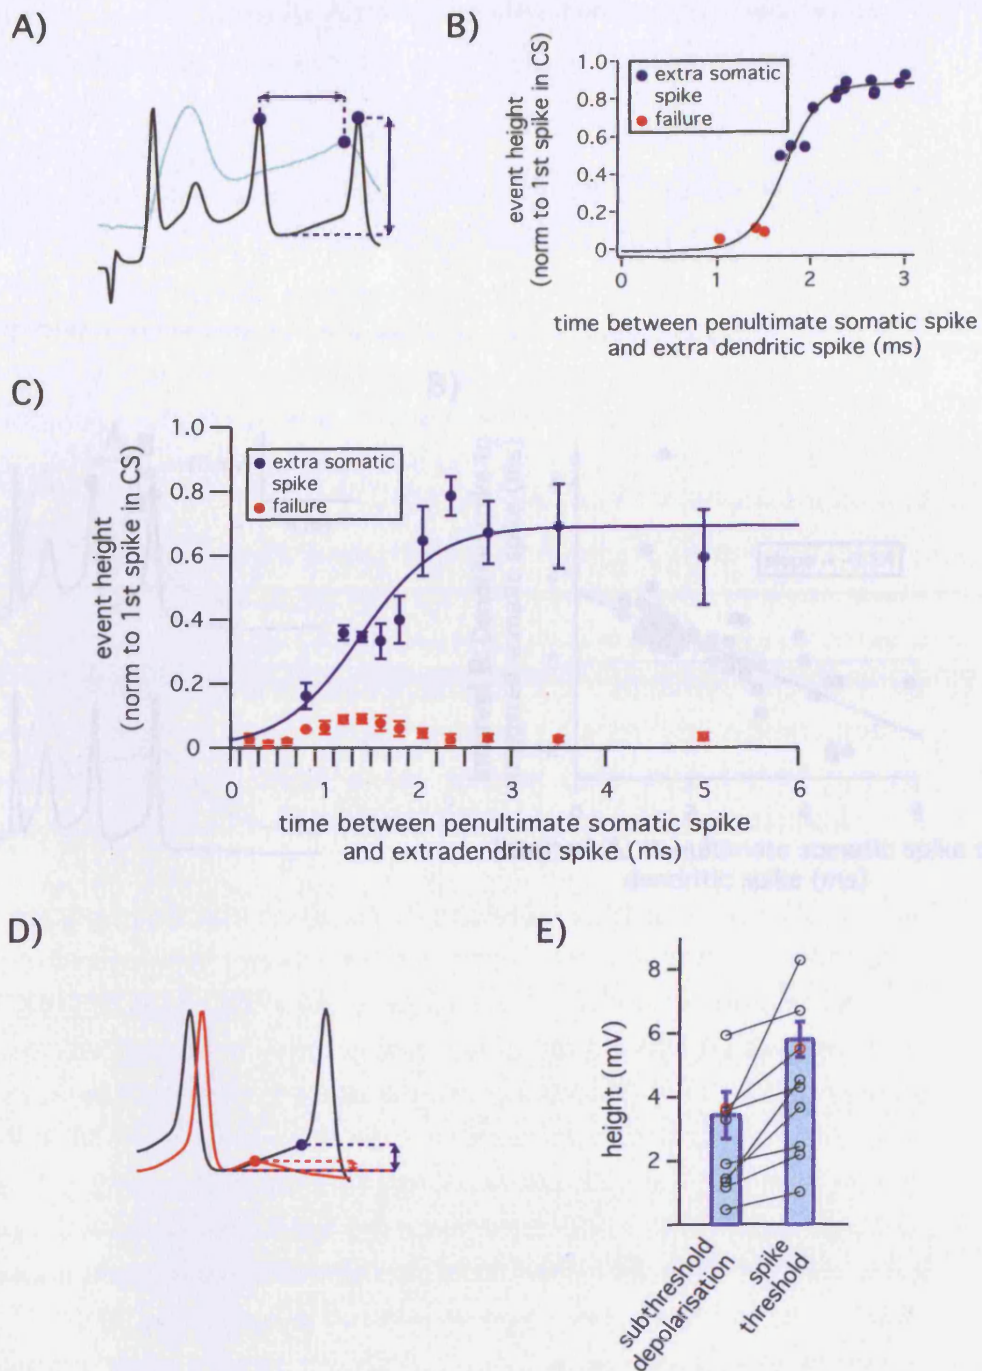 A)
B)
1.0
0.8
0.6
0.4
0.2
0
extra somatic
spike
failure
event height
(norm to 1st spike in CS)
0
1
2
3
time between penultimate somatic spike
and extra dendritic spike (ms)
C)
1.0
0.8
0.6
0.4
0.2
0
extra somatic
spike
failure
event height
(norm to 1st spike in CS)
0
1
2
3
4
5
6
time between penultimate somatic spike
and extradendritic spike (ms)
D)
E)
8
6
4
2
height (mV)
subthreshold
depolarisation
spike
threshold